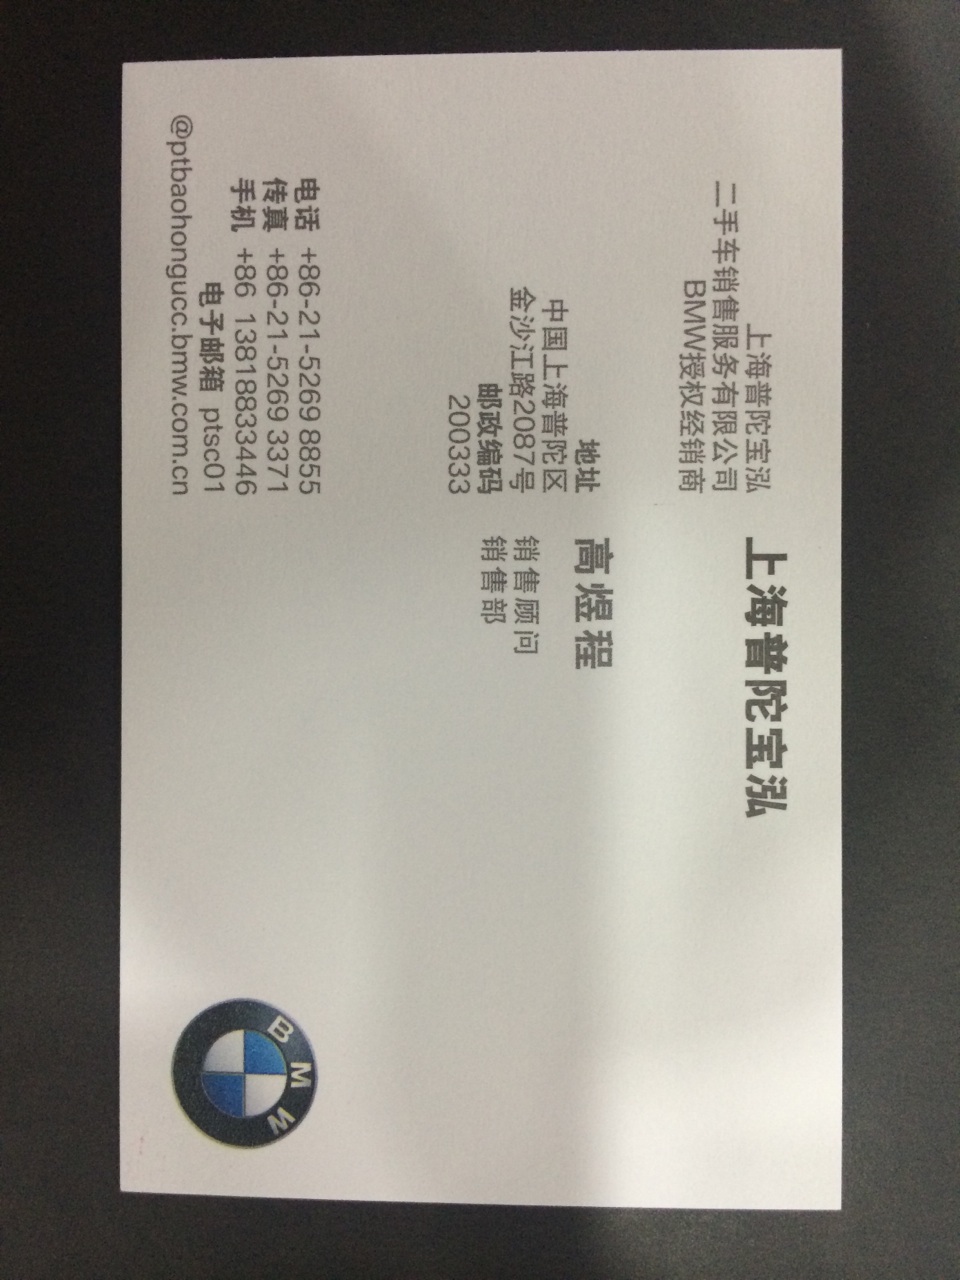 上海普陀宝泓
二手车销售服务有限公司
BMW授权经销商
上海普陀宝泓
地址
中国上海普陀区
金沙江路2087号
邮政编码
200333
高煜程
销售顾问
销售部
电话 +86-21-5269 8855
传真 +86-21-5269 3371
手机 +86 13818833446
电子邮箱 ptsc01
@ptbaohongucc.bmw.com.cn
BMW